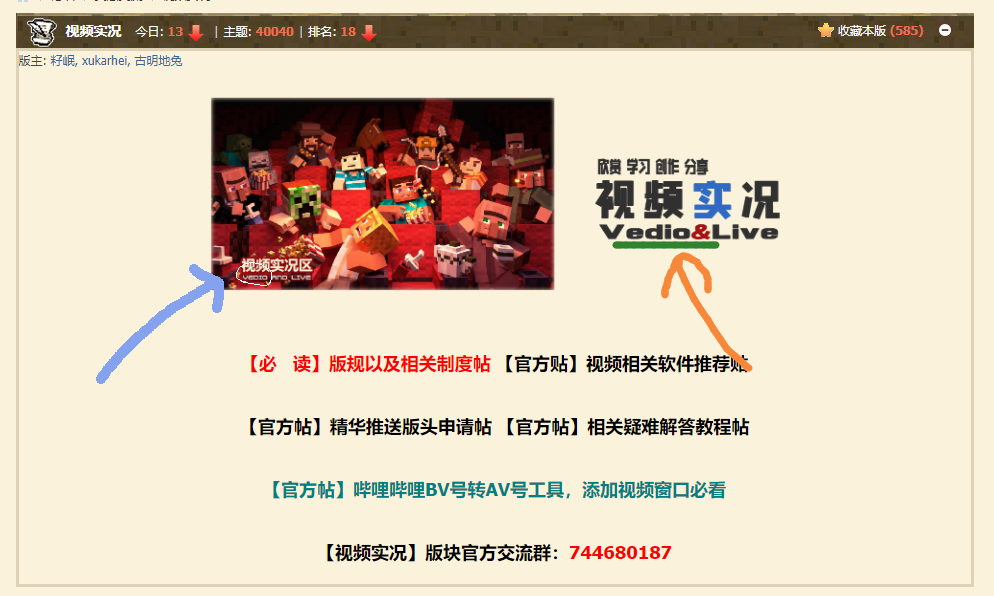 视频实况 今日: 13 | 主题: 40040 | 排名: 18 收藏本版 (585)
版主: 籽岷, xukarhei, 古明地兔
欣赏 学习 创作 分享
视频实况
Vedio&Live
视频实况区
VEDIO AND LIVE
【必 读】版规以及相关制度帖 【官方贴】视频相关软件推荐贴
【官方帖】精华推送版头申请帖 【官方帖】相关疑难解答教程帖
【官方帖】哔哩哔哩BV号转AV号工具，添加视频窗口必看
【视频实况】版块官方交流群：744680187